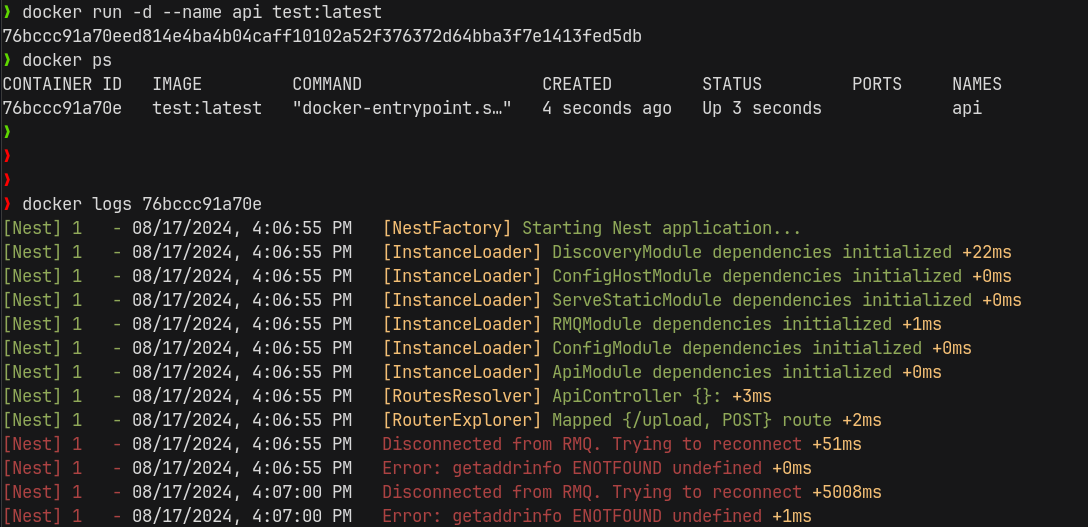 ❯ docker run -d --name api test:latest
76bccc91a70eed814e4ba4b04caff10102a52f376372d64bba3f7e1413fed5db
❯ docker ps
CONTAINER ID   IMAGE         COMMAND                  CREATED         STATUS         PORTS     NAMES
76bccc91a70e   test:latest   "docker-entrypoint.s…"   4 seconds ago   Up 3 seconds             api
❯
❯
❯
❯ docker logs 76bccc91a70e
[Nest] 1   - 08/17/2024, 4:06:55 PM   [NestFactory] Starting Nest application...
[Nest] 1   - 08/17/2024, 4:06:55 PM   [InstanceLoader] DiscoveryModule dependencies initialized +22ms
[Nest] 1   - 08/17/2024, 4:06:55 PM   [InstanceLoader] ConfigHostModule dependencies initialized +0ms
[Nest] 1   - 08/17/2024, 4:06:55 PM   [InstanceLoader] ServeStaticModule dependencies initialized +0ms
[Nest] 1   - 08/17/2024, 4:06:55 PM   [InstanceLoader] RMQModule dependencies initialized +1ms
[Nest] 1   - 08/17/2024, 4:06:55 PM   [InstanceLoader] ConfigModule dependencies initialized +0ms
[Nest] 1   - 08/17/2024, 4:06:55 PM   [InstanceLoader] ApiModule dependencies initialized +0ms
[Nest] 1   - 08/17/2024, 4:06:55 PM   [RoutesResolver] ApiController {}: +3ms
[Nest] 1   - 08/17/2024, 4:06:55 PM   [RouterExplorer] Mapped {/upload, POST} route +2ms
[Nest] 1   - 08/17/2024, 4:06:55 PM   Disconnected from RMQ. Trying to reconnect +51ms
[Nest] 1   - 08/17/2024, 4:06:55 PM   Error: getaddrinfo ENOTFOUND undefined +0ms
[Nest] 1   - 08/17/2024, 4:07:00 PM   Disconnected from RMQ. Trying to reconnect +5008ms
[Nest] 1   - 08/17/2024, 4:07:00 PM   Error: getaddrinfo ENOTFOUND undefined +1ms